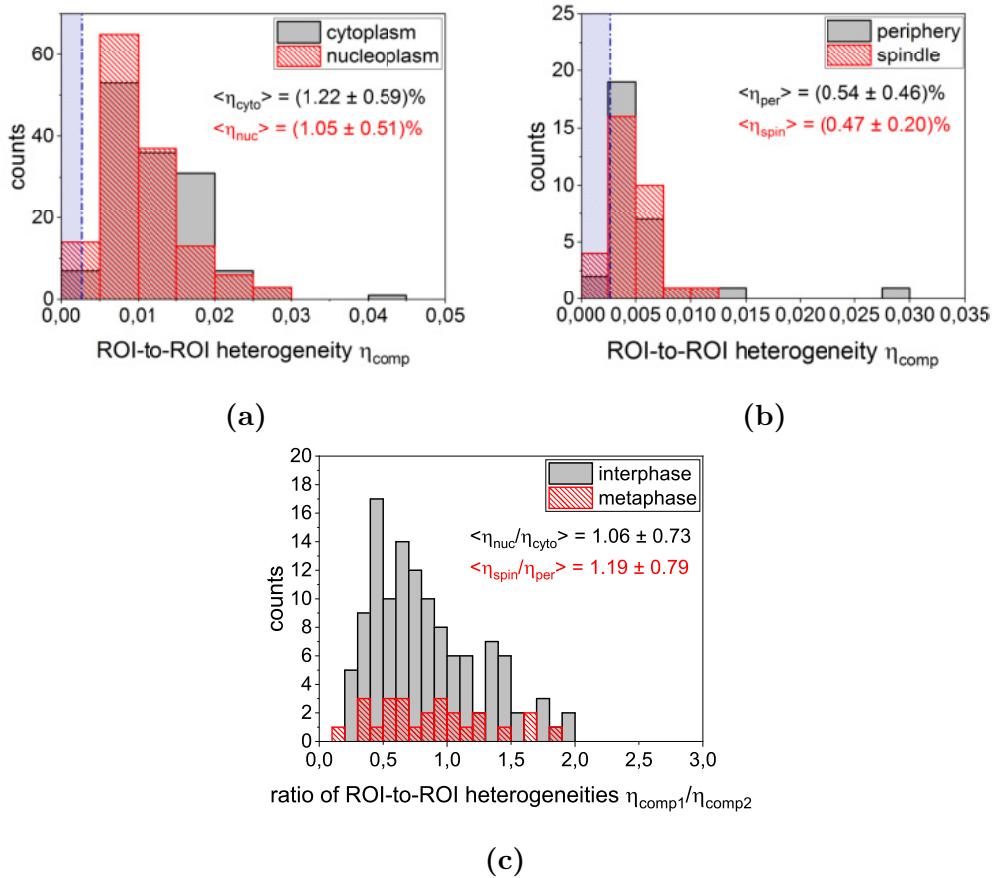 cytoplasm
nucleoplasm
<η_cyto> = (1.22 ± 0.59)%
<η_nuc> = (1.05 ± 0.51)%
counts
60
40
20
0
0,00 0,01 0,02 0,03 0,04 0,05
ROI-to-ROI heterogeneity η_comp
(a)
periphery
spindle
<η_per> = (0.54 ± 0.46)%
<η_spin> = (0.47 ± 0.20)%
counts
25
20
15
10
5
0
0,000 0,005 0,010 0,015 0,020 0,025 0,030 0,035
ROI-to-ROI heterogeneity η_comp
(b)
interphase
metaphase
<η_nuc/η_cyto> = 1.06 ± 0.73
<η_spin/η_per> = 1.19 ± 0.79
counts
20
18
16
14
12
10
8
6
4
2
0
0,0 0,5 1,0 1,5 2,0 2,5 3,0
ratio of ROI-to-ROI heterogeneities η_comp1/η_comp2
(c)